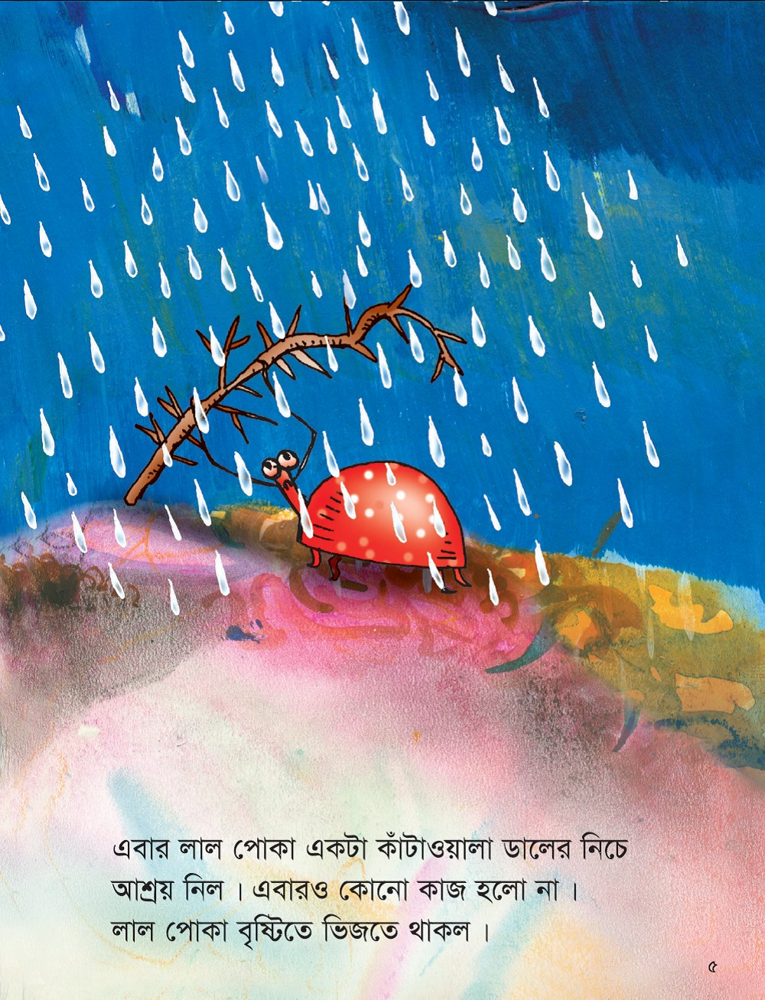 এবার লাল পোকা একটা কাঁটাওয়ালা ডালের নিচে
আশ্রয় নিল । এবারও কোনো কাজ হলো না ।
লাল পোকা বৃষ্টিতে ভিজতে থাকল ।
৫